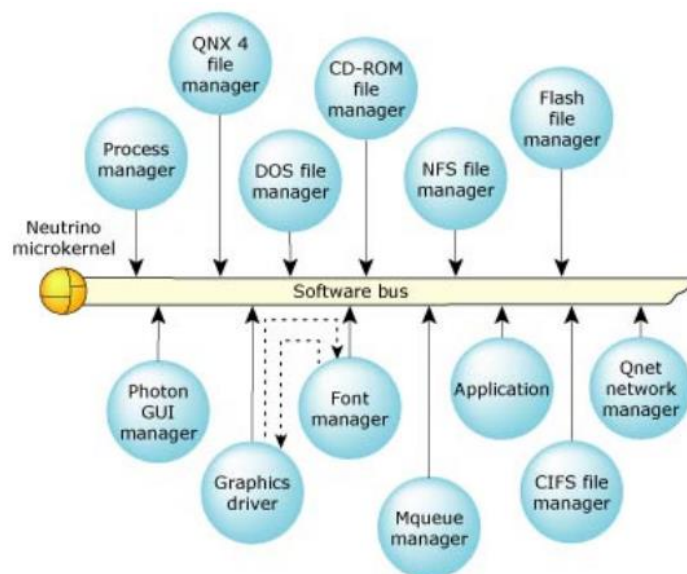 QNX 4
file
manager
CD-ROM
file
manager
Flash
file
manager
Process
manager
DOS file
manager
NFS file
manager
Neutrino
microkernel
Software bus
Photon
GUI
manager
Font
manager
Application
Qnet
network
manager
Graphics
driver
Mqueue
manager
CIFS file
manager